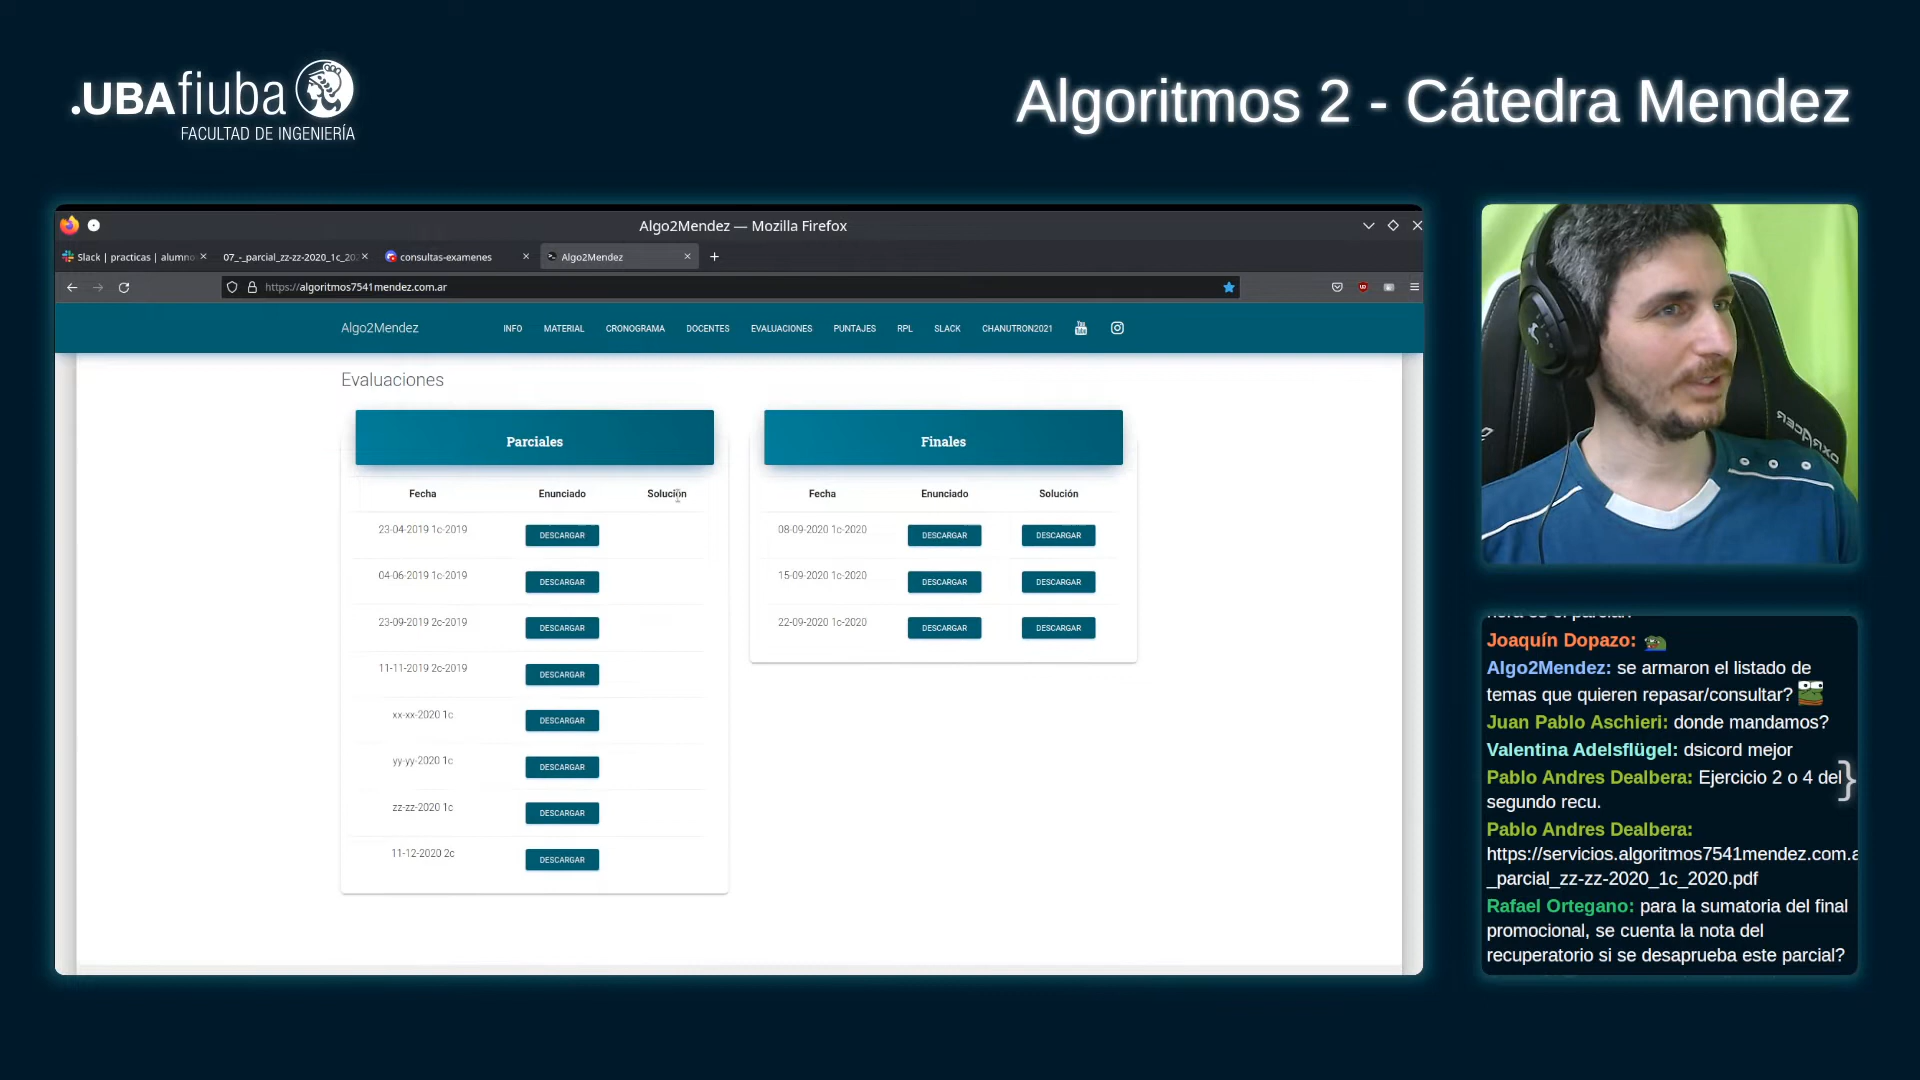 .UBAfiuba
FACULTAD DE INGENIERÍA
Algoritmos 2 - Cátedra Mendez
Algo2Mendez — Mozilla Firefox
Slack | practicas | alumno
07_-_parcial_zz-zz-2020_1c_20
consultas-examenes
Algo2Mendez
https://algoritmos7541mendez.com.ar
Algo2Mendez
INFO
MATERIAL
CRONOGRAMA
DOCENTES
EVALUACIONES
PUNTAJES
RPL
SLACK
CHANUTRON2021
Evaluaciones
Parciales
Fecha Enunciado Solución
23-04-2019 1c-2019 DESCARGAR
04-06-2019 1c-2019 DESCARGAR
23-09-2019 2c-2019 DESCARGAR
11-11-2019 2c-2019 DESCARGAR
xx-xx-2020 1c DESCARGAR
yy-yy-2020 1c DESCARGAR
zz-zz-2020 1c DESCARGAR
11-12-2020 2c DESCARGAR
Finales
Fecha Enunciado Solución
08-09-2020 1c-2020 DESCARGAR DESCARGAR
15-09-2020 1c-2020 DESCARGAR DESCARGAR
22-09-2020 1c-2020 DESCARGAR DESCARGAR
DXRACER
Joaquín Dopazo:
Algo2Mendez: se armaron el listado de
temas que quieren repasar/consultar?
Juan Pablo Aschieri: donde mandamos?
Valentina Adelsflügel: dsicord mejor
Pablo Andres Dealbera: Ejercicio 2 o 4 del
segundo recu.
Pablo Andres Dealbera:
https://servicios.algoritmos7541mendez.com.a
_parcial_zz-zz-2020_1c_2020.pdf
Rafael Ortegano: para la sumatoria del final
promocional, se cuenta la nota del
recuperatorio si se desaprueba este parcial?
}